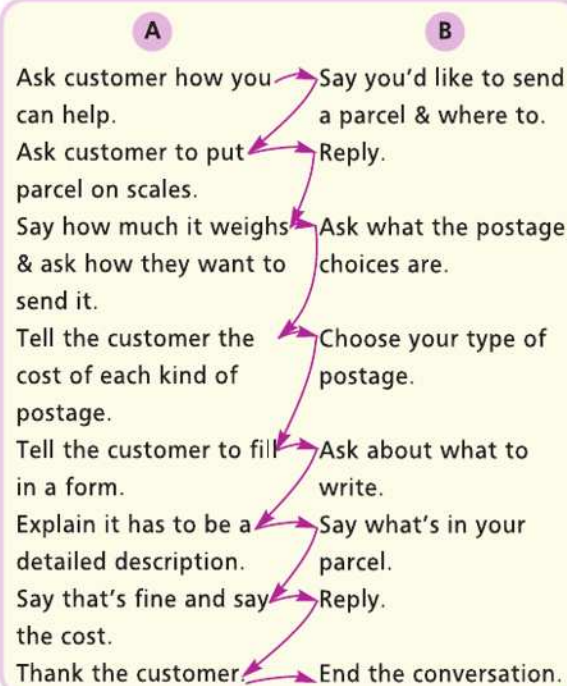 A
B
Ask customer how you
can help.
Say you'd like to send
a parcel & where to.
Ask customer to put
parcel on scales.
Reply.
Say how much it weighs
& ask how they want to
send it.
Ask what the postage
choices are.
Tell the customer the
cost of each kind of
postage.
Choose your type of
postage.
Tell the customer to fill
in a form.
Ask about what to
write.
Explain it has to be a
detailed description.
Say what's in your
parcel.
Say that's fine and say
the cost.
Reply.
Thank the customer.
End the conversation.